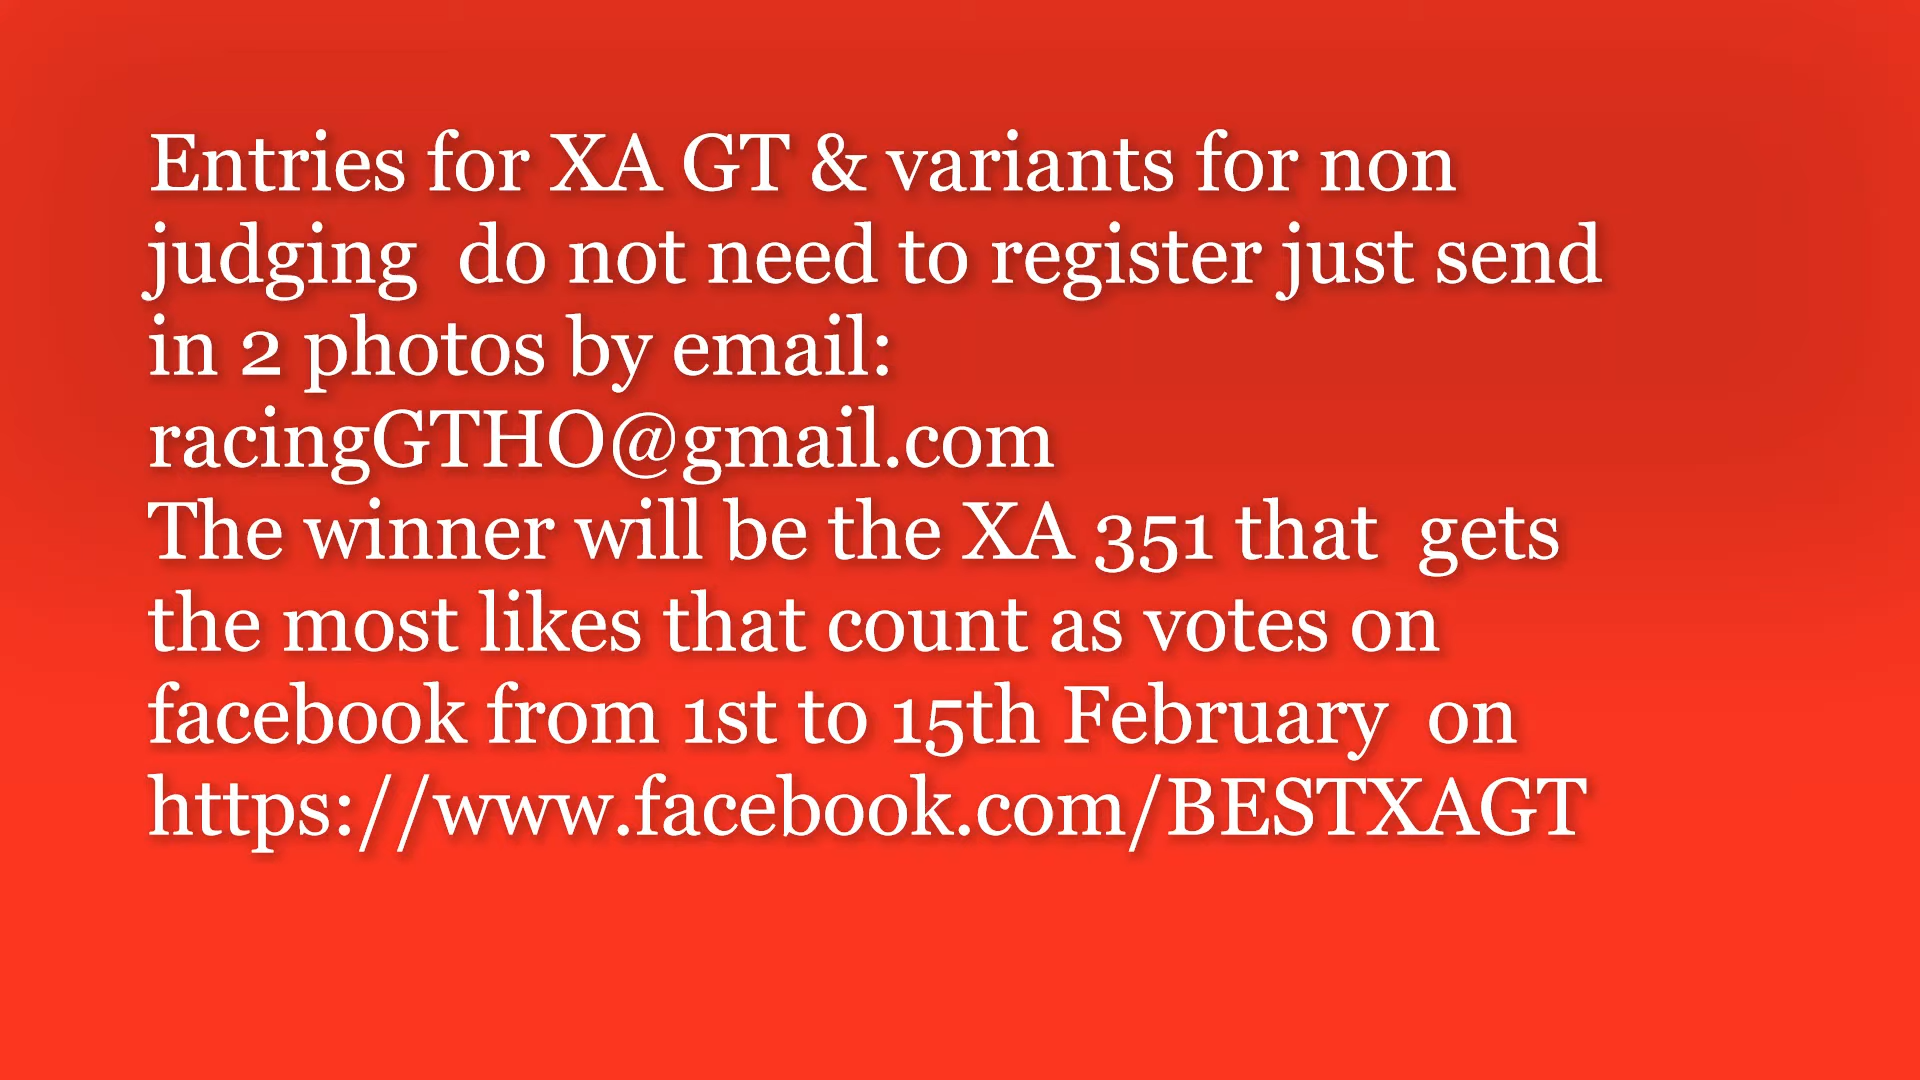 Entries for XA GT & variants for non
judging  do not need to register just send
in 2 photos by email:
racingGTHO@gmail.com
The winner will be the XA 351 that  gets
the most likes that count as votes on
facebook from 1st to 15th February  on
https://www.facebook.com/BESTXAGT